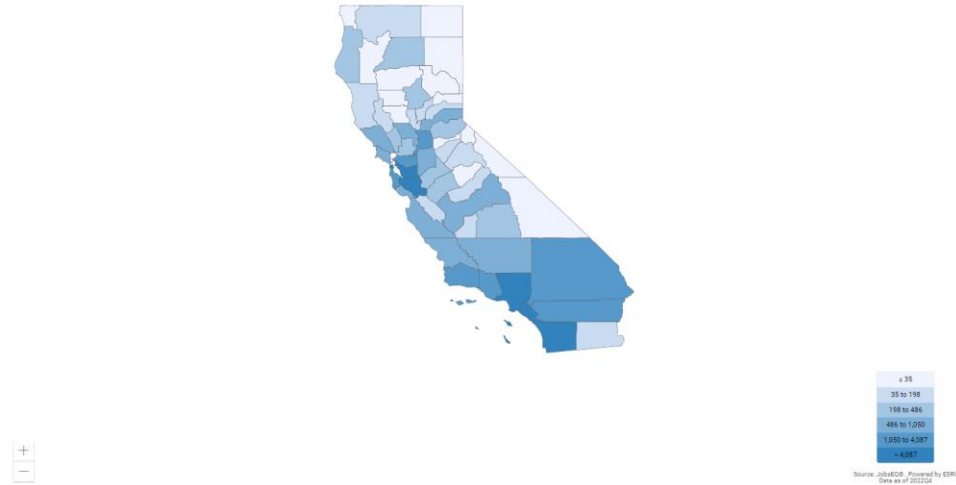 ≤ 35
35 to 198
198 to 486
486 to 1,050
1,050 to 4,087
> 4,087
+
−
Source: JobsEQ®, Powered by ESRI
Data as of 2022Q4